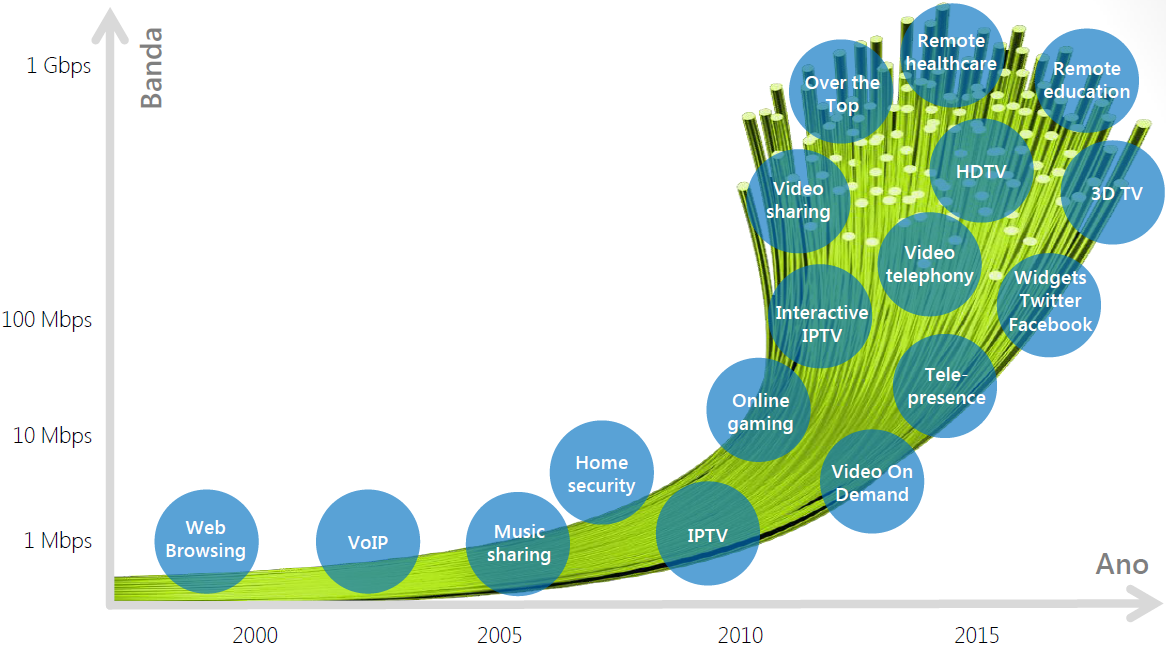 Banda
1 Gbps
100 Mbps
10 Mbps
1 Mbps
Remote
healthcare
Over the
Top
Remote
education
HDTV
Video
sharing
3D TV
Video
telephony
Interactive
IPTV
Widgets
Twitter
Facebook
Tele-
presence
Online
gaming
Home
security
Video On
Demand
Web
Browsing
VoIP
Music
sharing
IPTV
Ano
2000
2005
2010
2015